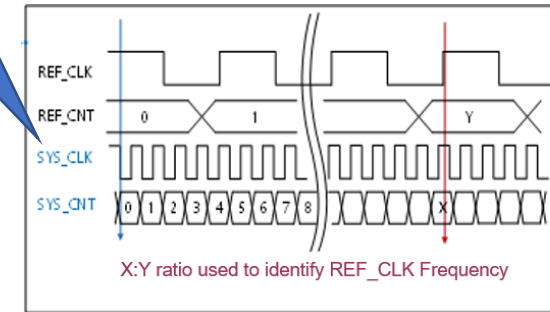 REF_CLK
REF_CNT 0 1 Y
SYS_CLK
SYS_CNT 0 1 2 3 4 5 6 7 8 X
X:Y ratio used to identify REF_CLK Frequency